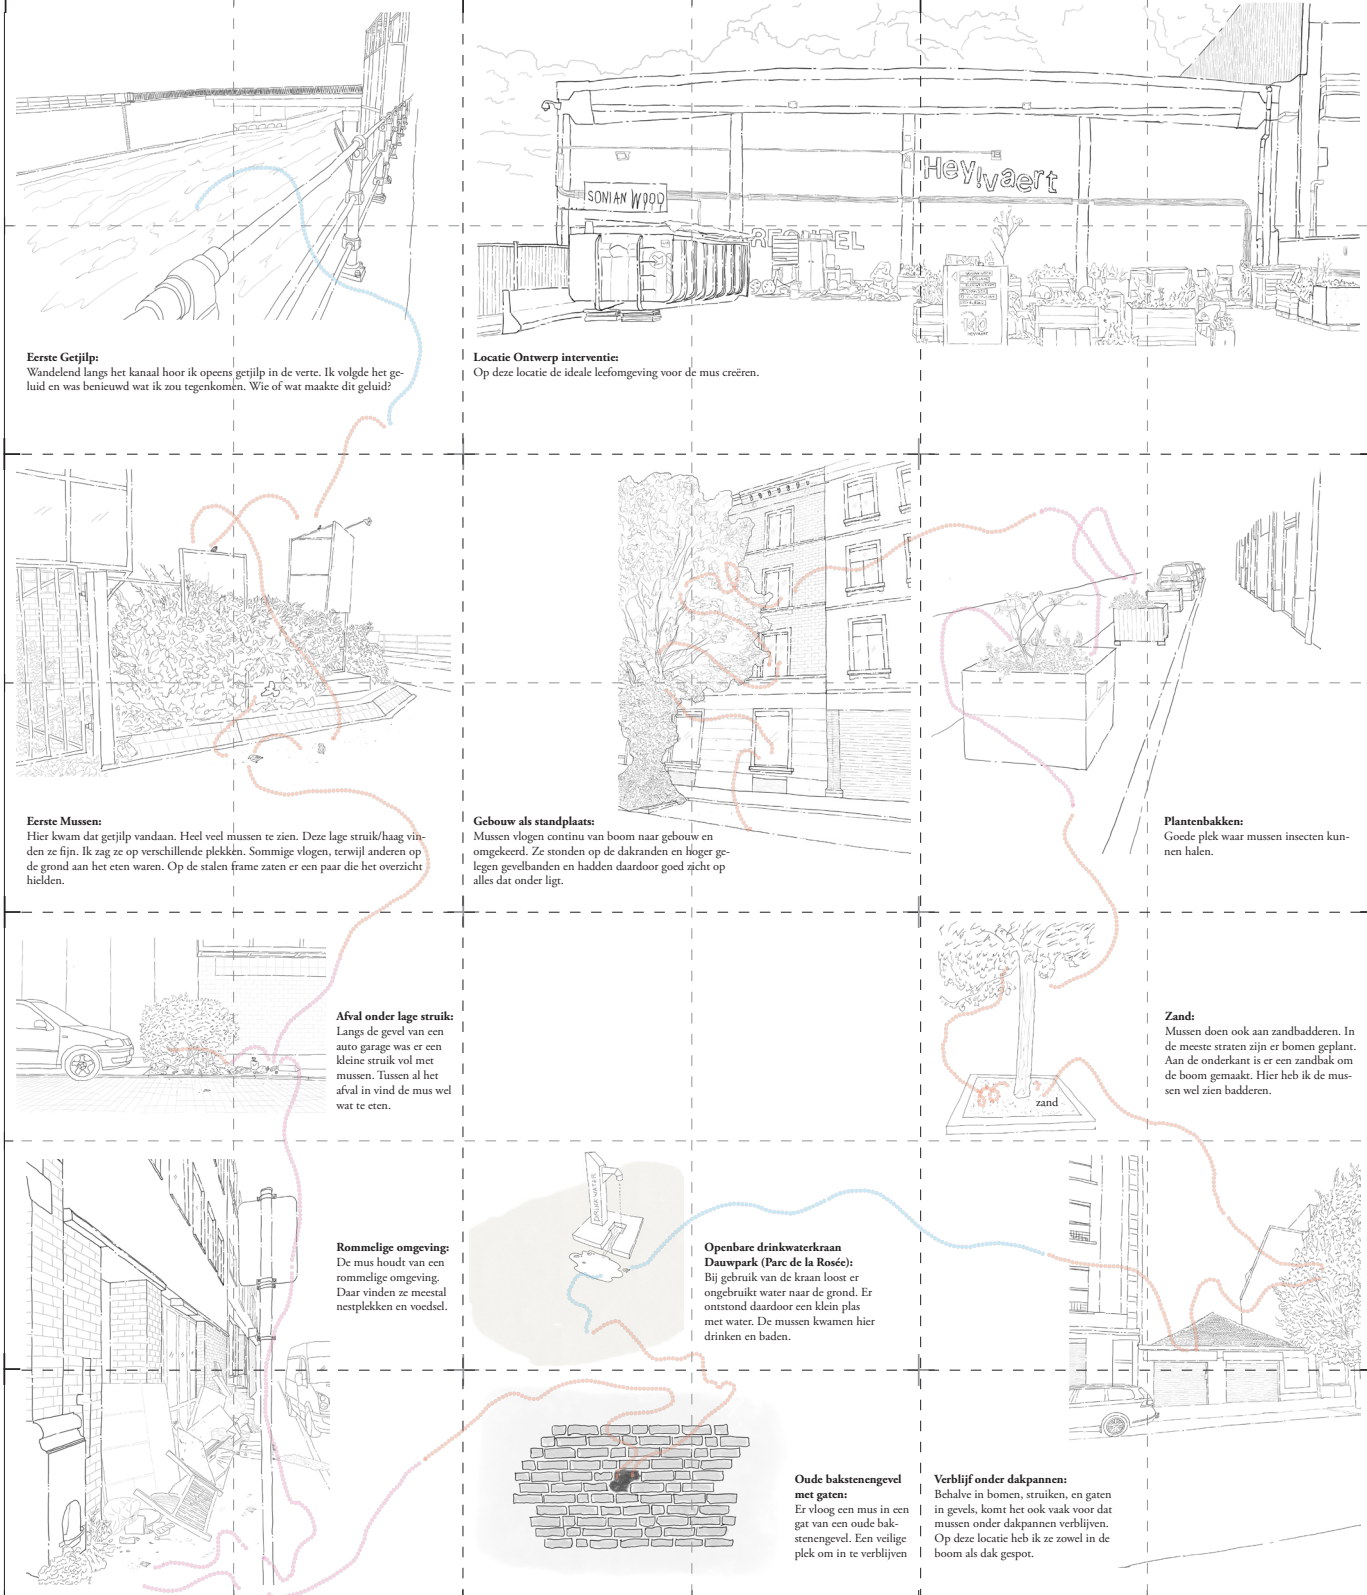 Hey!vaert
SONIAN WOOD
140
Eerste Getjilp:
Wandelend langs het kanaal hoor ik opeens getjilp in de verte. Ik volgde het ge-
luid en was benieuwd wat ik zou tegenkomen. Wie of wat maakte dit geluid?
Locatie Ontwerp interventie:
Op deze locatie de ideale leefomgeving voor de mus creëren.
Eerste Mussen:
Hier kwam dat getjilp vandaan. Heel veel mussen te zien. Deze lage struik/haag vin-
den ze fijn. Ik zag ze op verschillende plekken. Sommige vlogen, terwijl anderen op
de grond aan het eten waren. Op de stalen frame zaten er een paar die het overzicht
hielden.
Gebouw als standplaats:
Mussen vlogen continu van boom naar gebouw en
omgekeerd. Ze stonden op de dakranden en hoger ge-
legen gevelbanden en hadden daardoor goed zicht op
alles dat onder ligt.
Plantenbakken:
Goede plek waar mussen insecten kun-
nen halen.
Afval onder lage struik:
Langs de gevel van een
auto garage was er een
kleine struik vol met
mussen. Tussen al het
afval in vind de mus wel
wat te eten.
zand
Zand:
Mussen doen ook aan zandbadderen. In
de meeste straten zijn er bomen geplant.
Aan de onderkant is er een zandbak om
de boom gemaakt. Hier heb ik de mus-
sen wel zien badderen.
Rommelige omgeving:
De mus houdt van een
rommelige omgeving.
Daar vinden ze meestal
nestplekken en voedsel.
DRINKWATER
Openbare drinkwaterkraan
Dauwpark (Parc de la Rosée):
Bij gebruik van de kraan loost er
ongebruikt water naar de grond. Er
ontstond daardoor een klein plas
met water. De mussen kwamen hier
drinken en baden.
Oude bakstenengevel
met gaten:
Er vloog een mus in een
gat van een oude bak-
stenengevel. Een veilige
plek om in te verblijven
Verblijf onder dakpannen:
Behalve in bomen, struiken, en gaten
in gevels, komt het ook vaak voor dat
mussen onder dakpannen verblijven.
Op deze locatie heb ik ze zowel in de
boom als dak gespot.